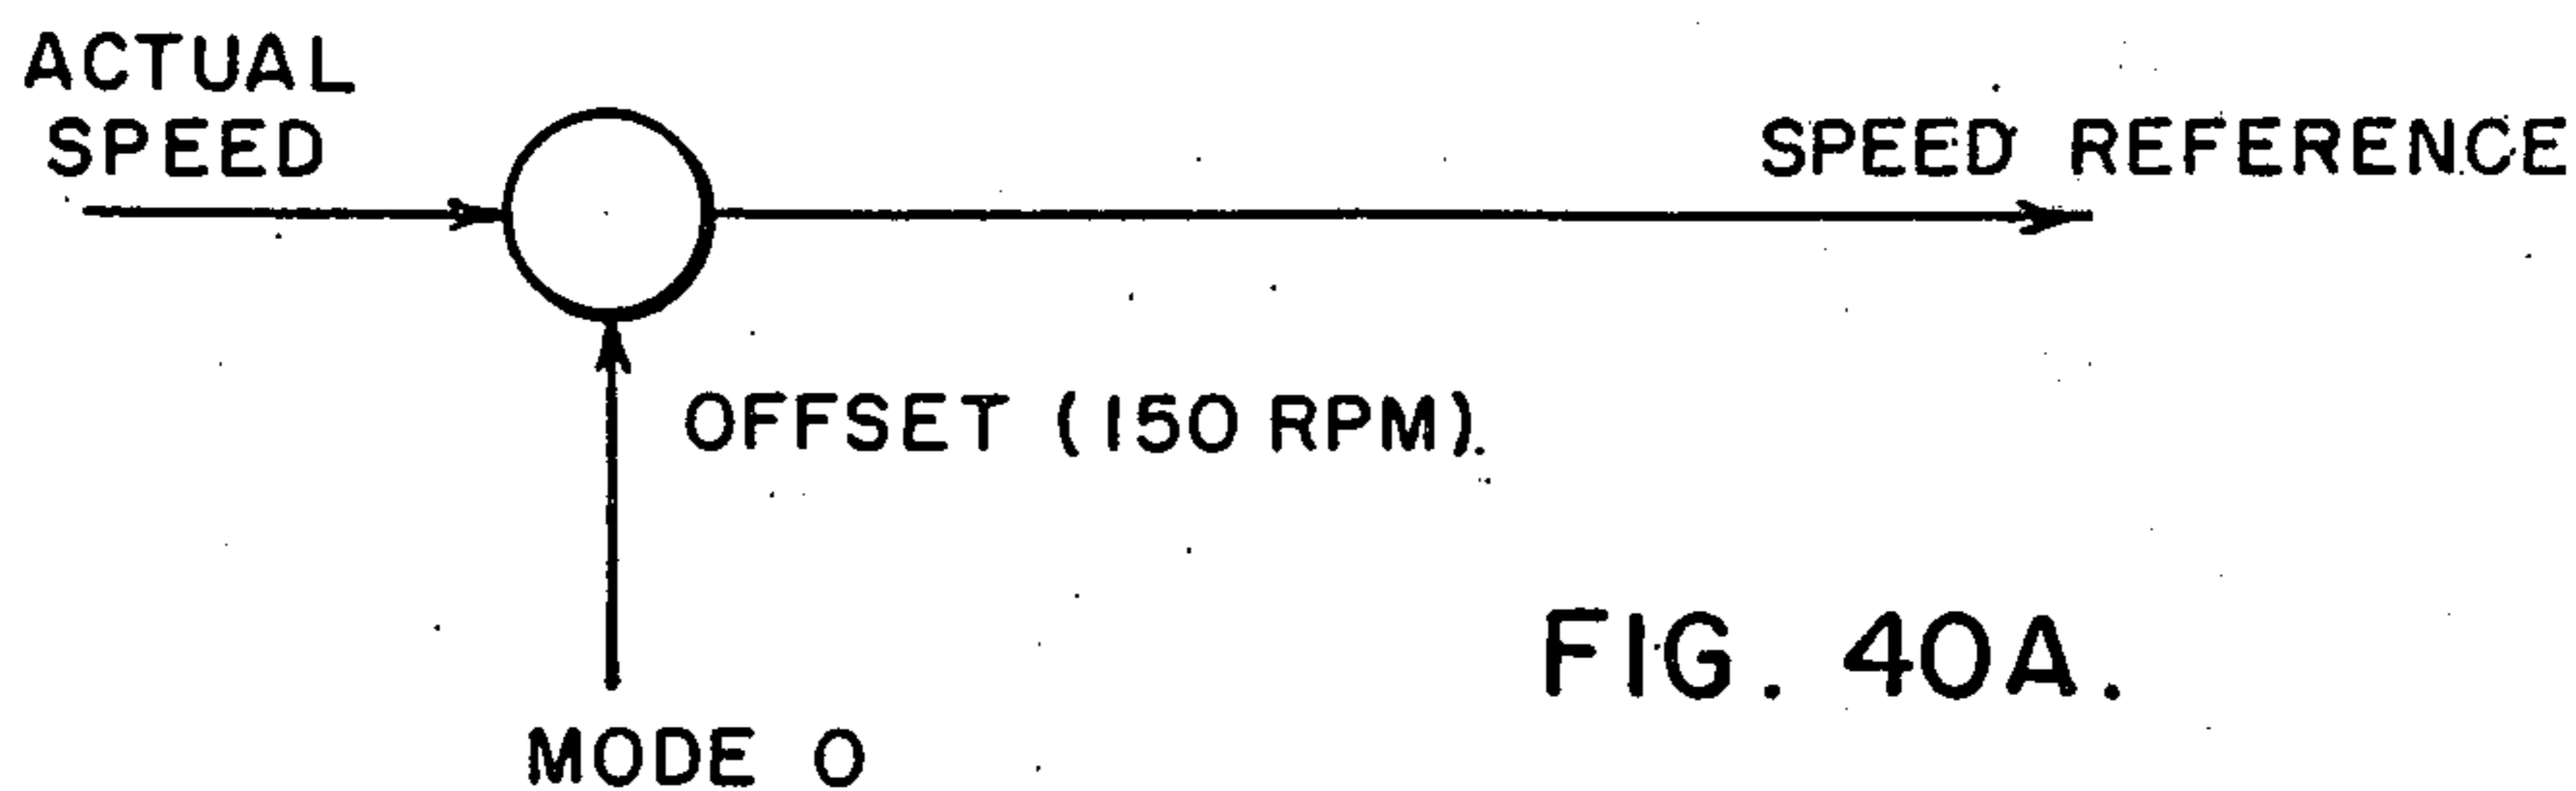 ACTUAL
SPEED
SPEED REFERENCE
OFFSET (150 RPM).
FIG. 40A.
MODE 0